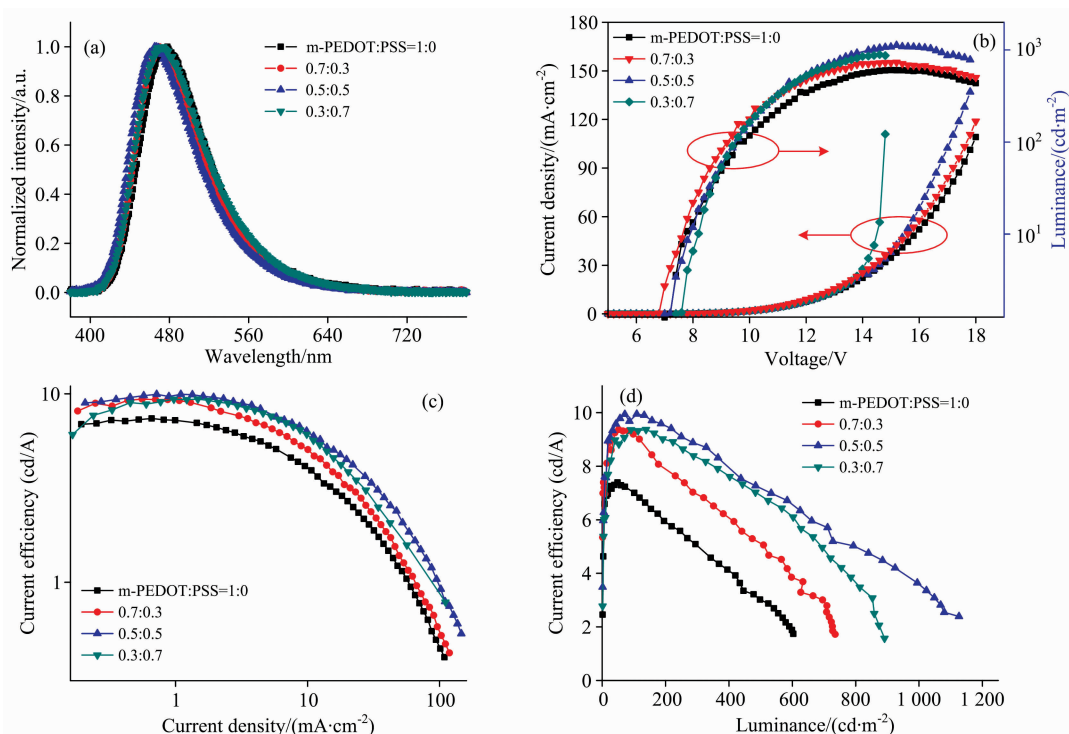 (a)
m-PEDOT:PSS=1:0
0.7:0.3
0.5:0.5
0.3:0.7
Normalized intensity/a.u.
1.0
0.8
0.6
0.4
0.2
0.0
400 480 560 640 720
Wavelength/nm
(b)
m-PEDOT:PSS=1:0
0.7:0.3
0.5:0.5
0.3:0.7
Current density/(mA·cm-2)
180
150
120
90
60
30
0
6 8 10 12 14 16 18
Voltage/V
10³
10²
10¹
Luminance/(cd·m-2)
(c)
Current efficiency (cd/A)
10
1
m-PEDOT:PSS=1:0
0.7:0.3
0.5:0.5
0.3:0.7
1 10 100
Current density/(mA·cm-2)
(d)
m-PEDOT:PSS=1:0
0.7:0.3
0.5:0.5
0.3:0.7
Current efficiency (cd/A)
12
10
8
6
4
2
0
0 200 400 600 800 1 000 1 200
Luminance/(cd·m-2)